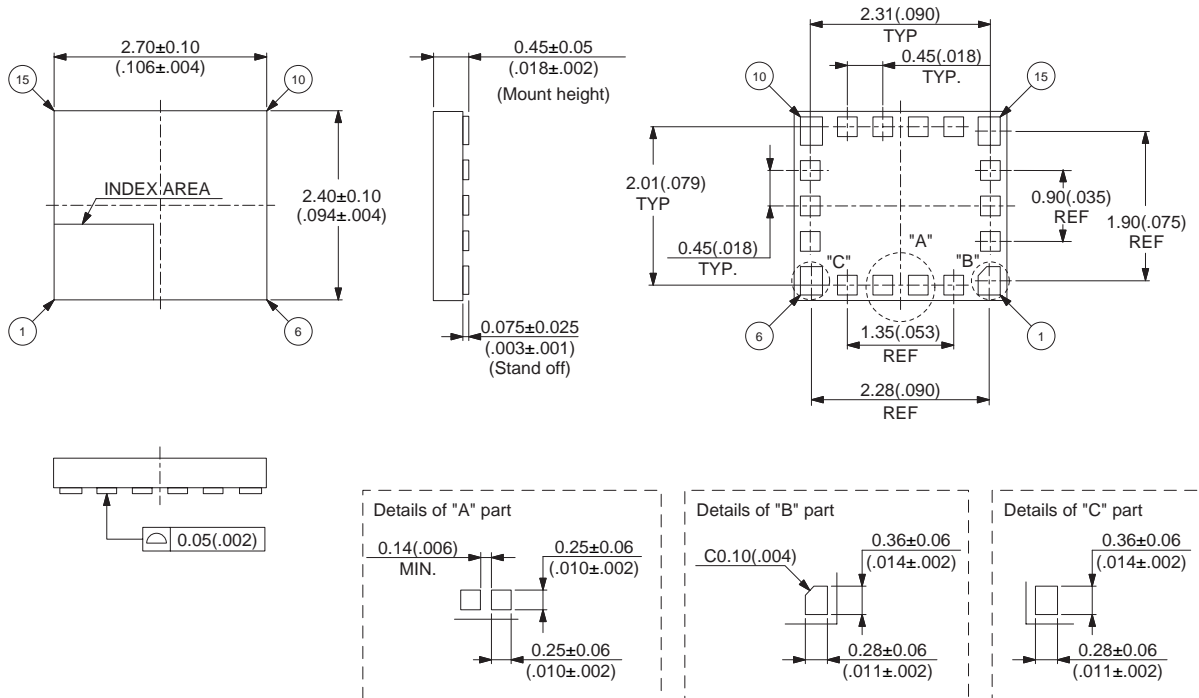 2.70±0.10
(.106±.004)
15
10
INDEX AREA
2.40±0.10
(.094±.004)
1
6
0.45±0.05
(.018±.002)
(Mount height)
0.075±0.025
(.003±.001)
(Stand off)
2.31(.090)
TYP
0.45(.018)
TYP.
10
15
2.01(.079)
TYP
0.45(.018)
TYP.
0.90(.035)
REF
1.90(.075)
REF
"C"
"A"
"B"
6
1
1.35(.053)
REF
2.28(.090)
REF
0.05(.002)
Details of "A" part
0.14(.006)
MIN.
0.25±0.06
(.010±.002)
0.25±0.06
(.010±.002)
Details of "B" part
C0.10(.004)
0.36±0.06
(.014±.002)
0.28±0.06
(.011±.002)
Details of "C" part
0.36±0.06
(.014±.002)
0.28±0.06
(.011±.002)